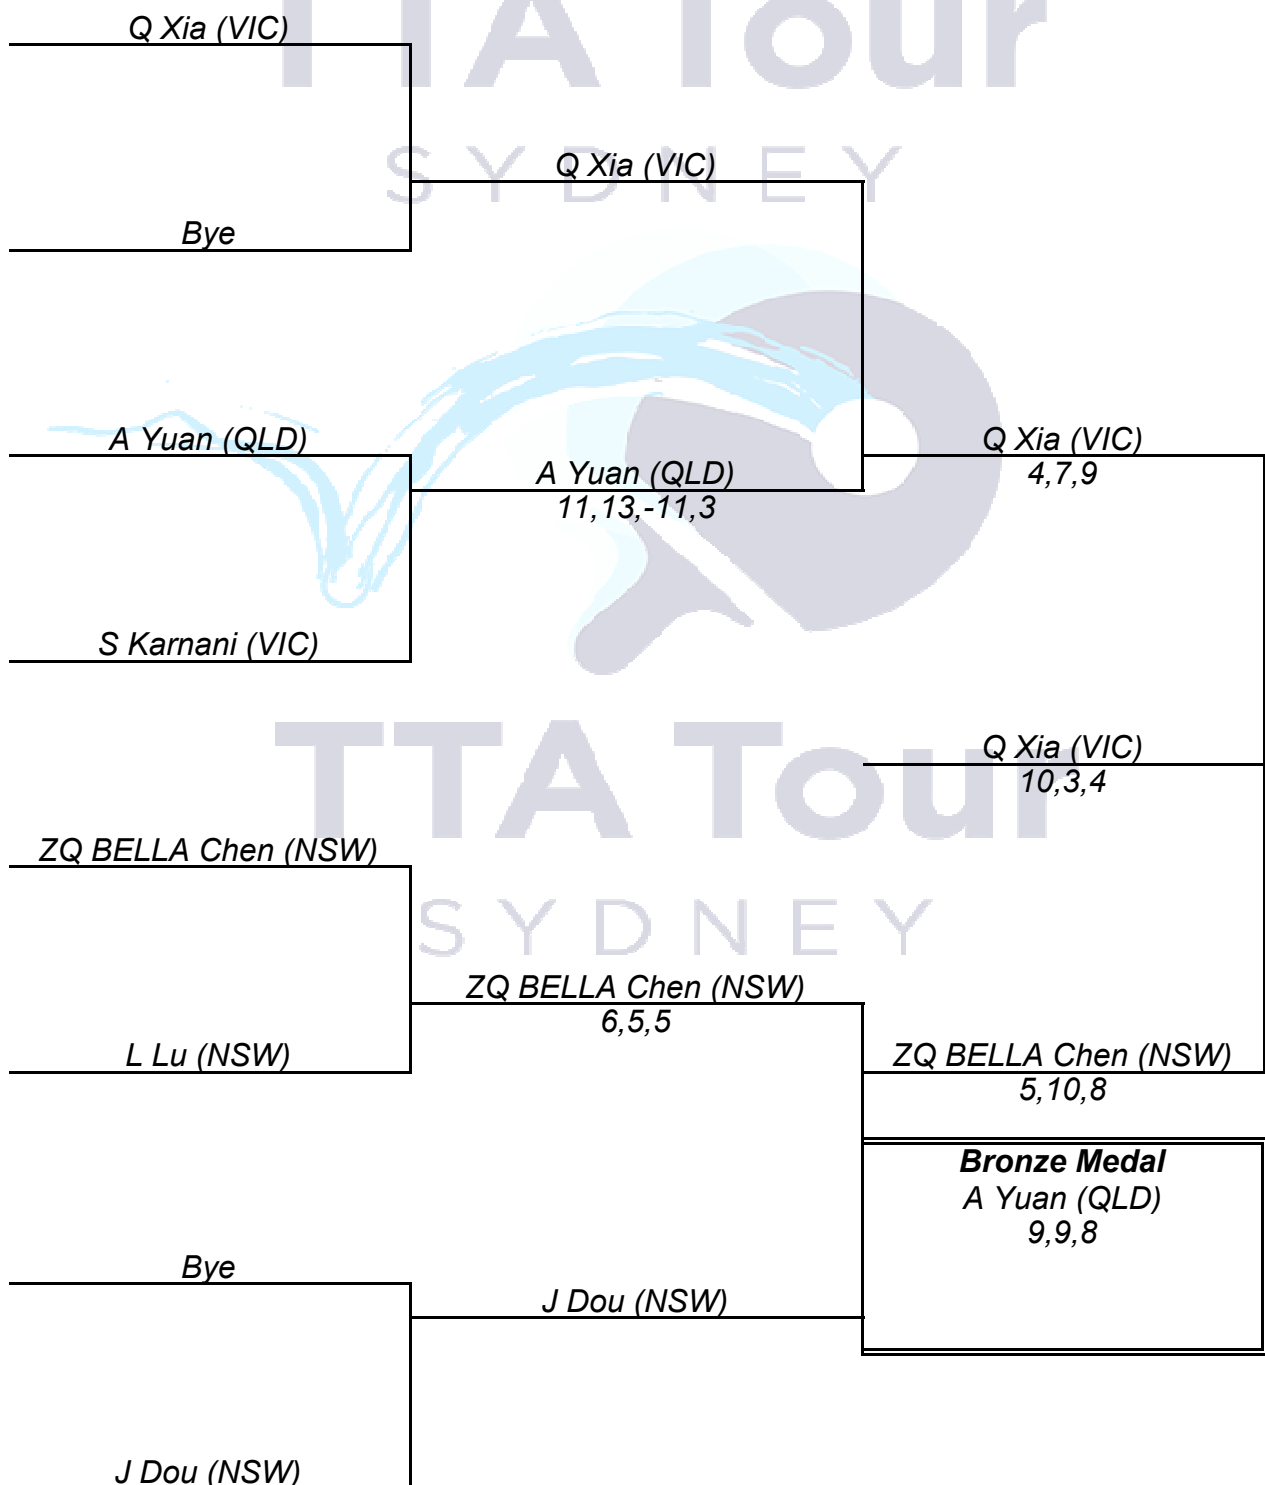 TTA Tour
Q Xia (VIC)
SYDNEY
Q Xia (VIC)
Bye
A Yuan (QLD)
Q Xia (VIC)
4,7,9
A Yuan (QLD)
11,13,-11,3
S Karnani (VIC)
TTA Tour
Q Xia (VIC)
10,3,4
ZQ BELLA Chen (NSW)
SYDNEY
ZQ BELLA Chen (NSW)
6,5,5
L Lu (NSW)
ZQ BELLA Chen (NSW)
5,10,8
Bronze Medal
A Yuan (QLD)
9,9,8
Bye
J Dou (NSW)
J Dou (NSW)